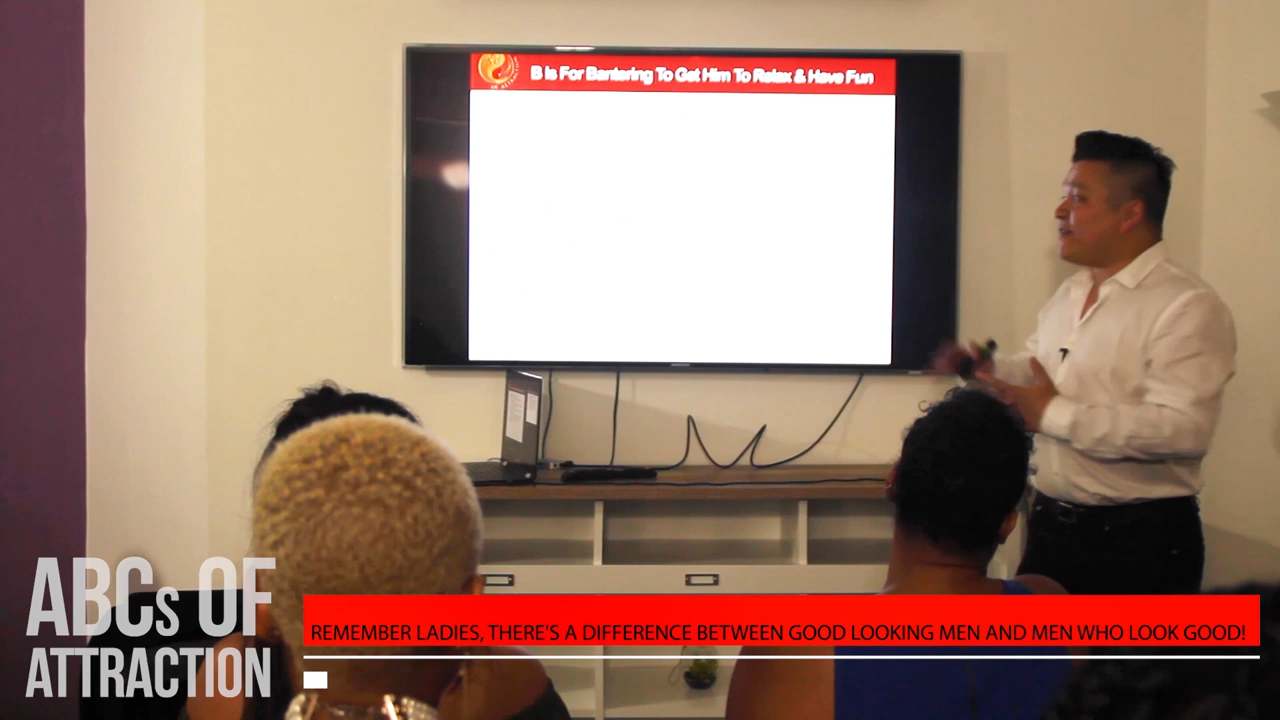 B Is For Bantering To Get Him To Relax & Have Fun
ABCs OF
ATTRACTION
REMEMBER LADIES, THERE'S A DIFFERENCE BETWEEN GOOD LOOKING MEN AND MEN WHO LOOK GOOD!